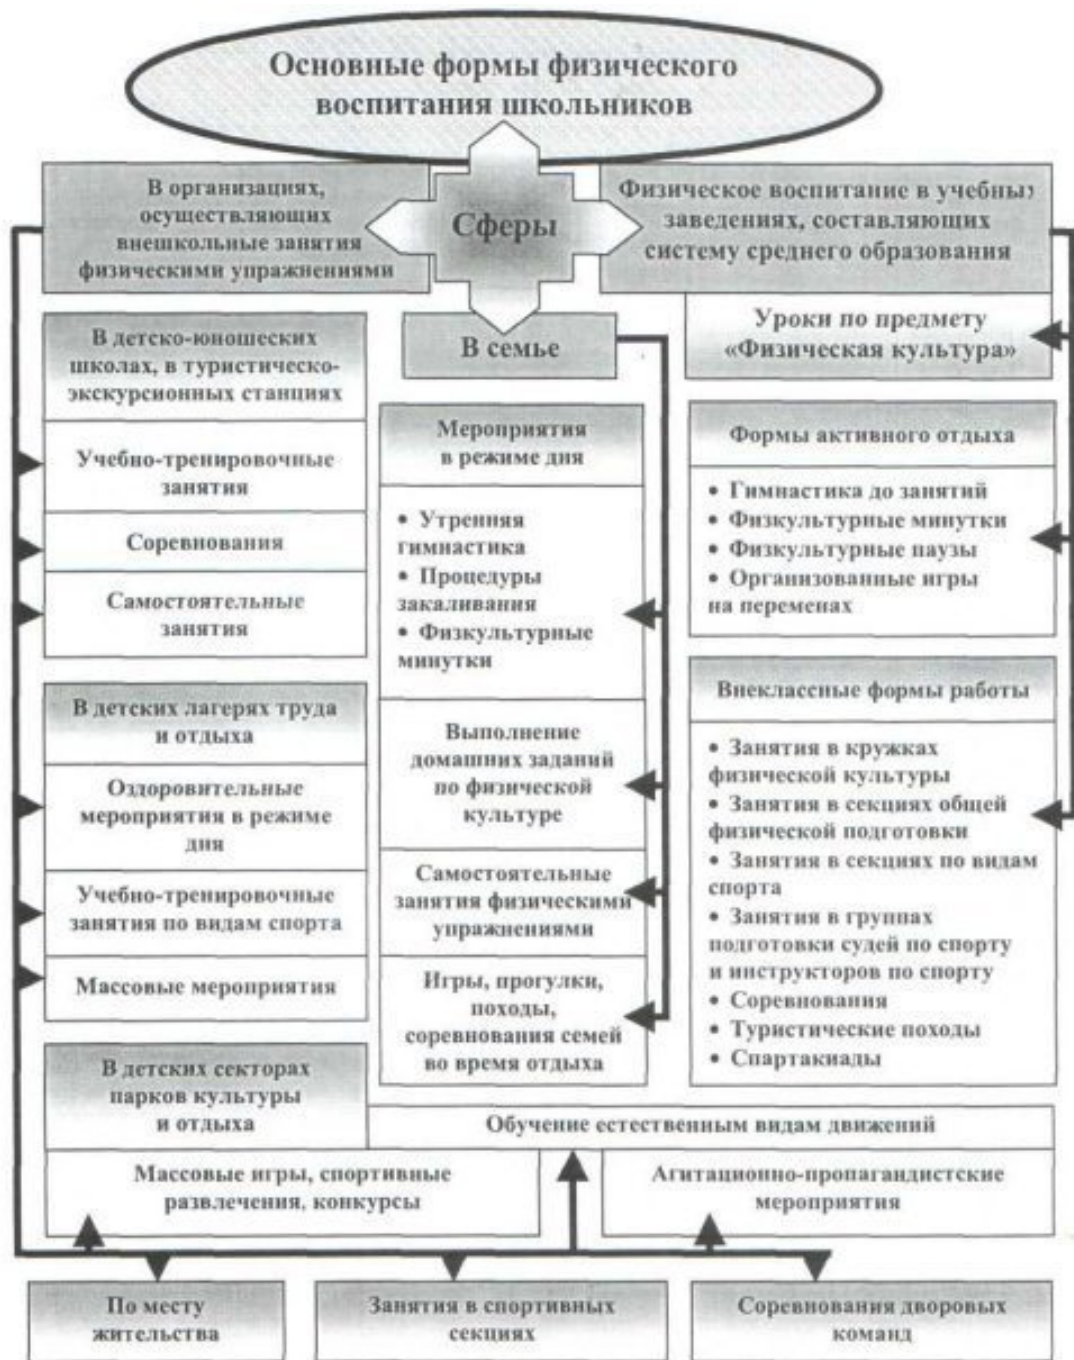 Основные формы физического
воспитания школьников
Сферы
В организациях,
осуществляющих
внешкольные занятия
физическими упражнениями
Физическое воспитание в учебных
заведениях, составляющих
систему среднего образования
В семье
В детско-юношеских
школах, в туристическо-
экскурсионных станциях
Учебно-тренировочные
занятия
Соревнования
Самостоятельные
занятия
В детских лагерях труда
и отдыха
Оздоровительные
мероприятия в режиме
дня
Учебно-тренировочные
занятия по видам спорта
Массовые мероприятия
В детских секторах
парков культуры
и отдыха
Мероприятия
в режиме дня
• Утренняя
гимнастика
• Процедуры
закаливания
• Физкультурные
минутки
Выполнение
домашних заданий
по физической
культуре
Самостоятельные
занятия физическими
упражнениями
Игры, прогулки,
походы,
соревнования семей
во время отдыха
Уроки по предмету
«Физическая культура»
Формы активного отдыха
• Гимнастика до занятий
• Физкультурные минутки
• Физкультурные паузы
• Организованные игры
на переменах
Внеклассные формы работы
• Занятия в кружках
физической культуры
• Занятия в секциях общей
физической подготовки
• Занятия в секциях по видам
спорта
• Занятия в группах
подготовки судей по спорту
и инструкторов по спорту
• Соревнования
• Туристические походы
• Спартакиады
Обучение естественным видам движений
Массовые игры, спортивные
развлечения, конкурсы
Агитационно-пропагандистские
мероприятия
По месту
жительства
Занятия в спортивных
секциях
Соревнования дворовых
команд